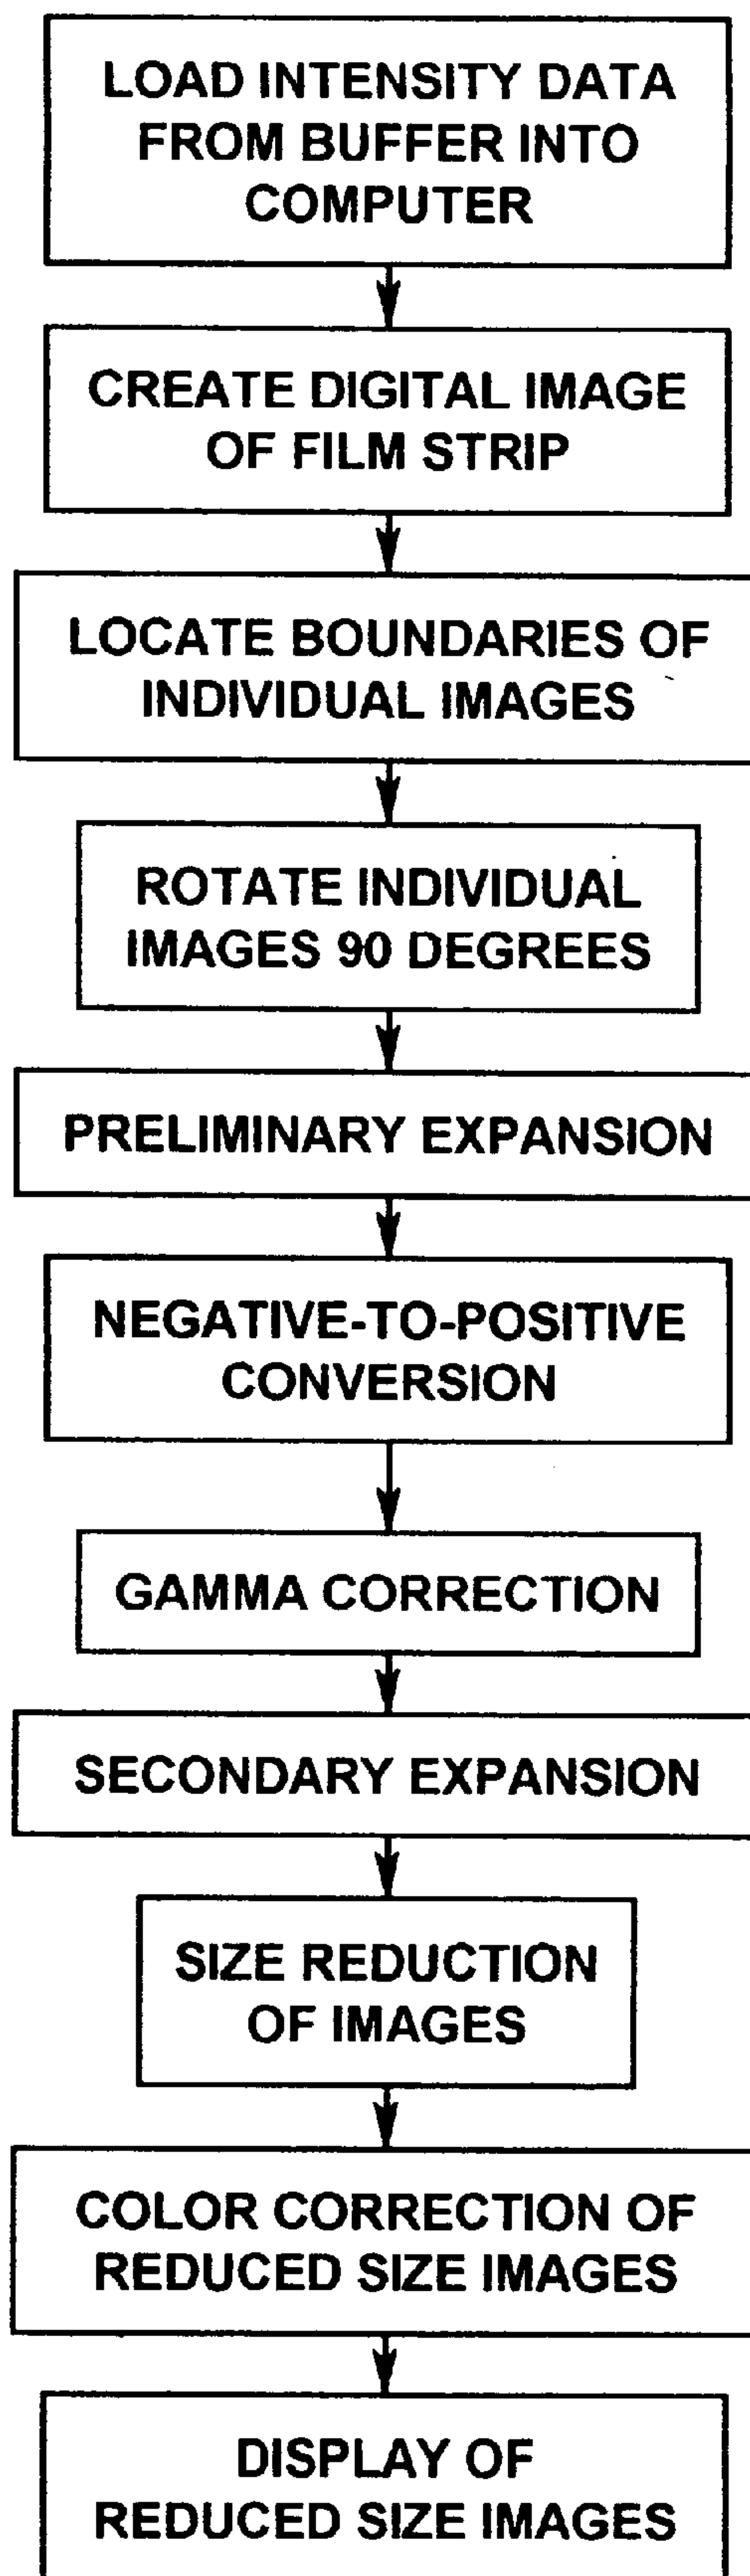 LOAD INTENSITY DATA
FROM BUFFER INTO
COMPUTER
CREATE DIGITAL IMAGE
OF FILM STRIP
LOCATE BOUNDARIES OF
INDIVIDUAL IMAGES
ROTATE INDIVIDUAL
IMAGES 90 DEGREES
PRELIMINARY EXPANSION
NEGATIVE-TO-POSITIVE
CONVERSION
GAMMA CORRECTION
SECONDARY EXPANSION
SIZE REDUCTION
OF IMAGES
COLOR CORRECTION OF
REDUCED SIZE IMAGES
DISPLAY OF
REDUCED SIZE IMAGES